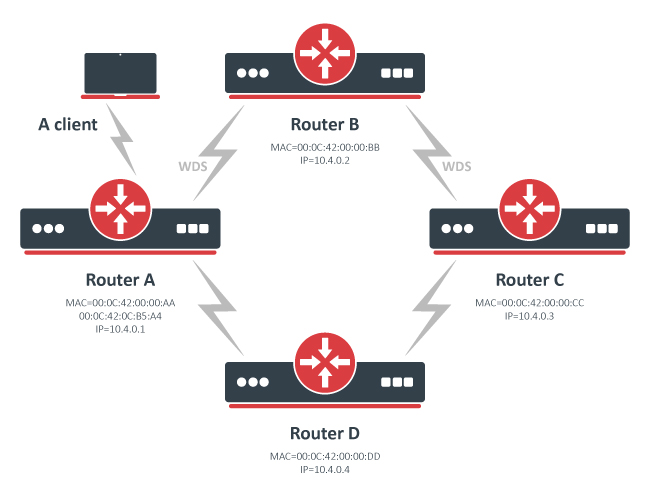 A client
Router B
MAC=00:0C:42:00:00:BB
IP=10.4.0.2
WDS
WDS
Router A
MAC=00:0C:42:00:00:AA
00:0C:42:0C:B5:A4
IP=10.4.0.1
Router C
MAC=00:0C:42:00:00:CC
IP=10.4.0.3
Router D
MAC=00:0C:42:00:00:DD
IP=10.4.0.4